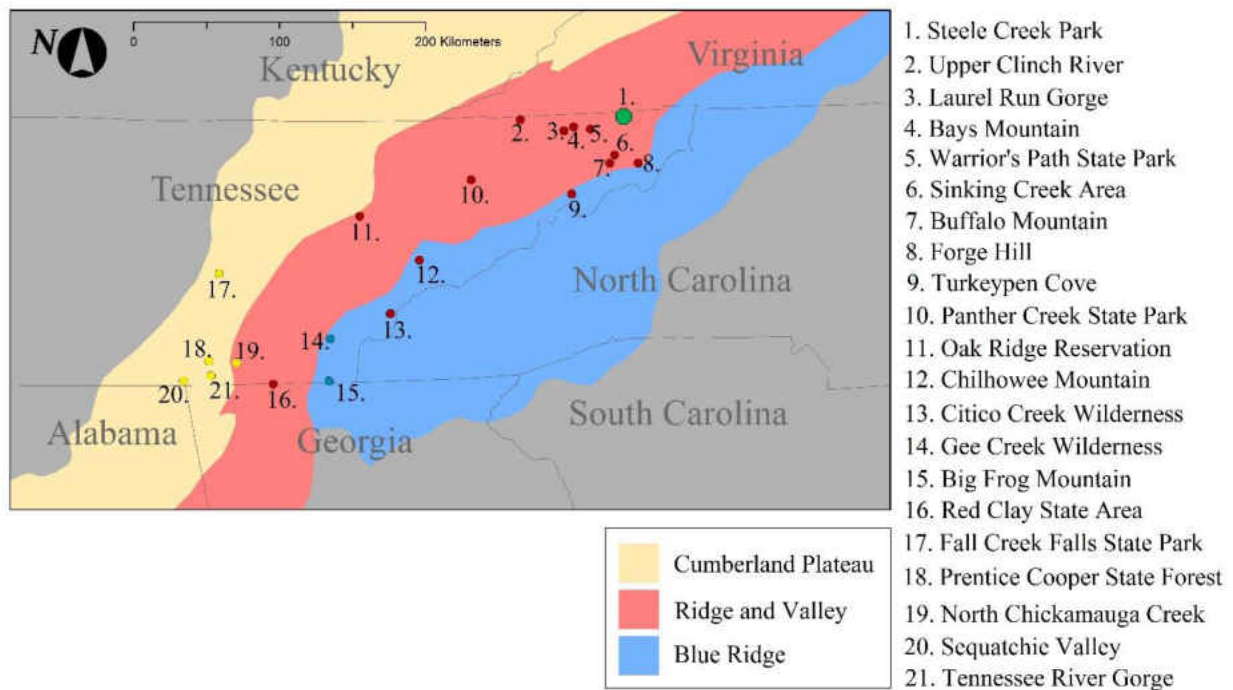 N
0 100 200 Kilometers
Kentucky
Virginia
Tennessee
North Carolina
South Carolina
Alabama
Georgia
1.
2.
3.
4.
5.
6.
7.
8.
9.
10.
11.
12.
13.
14.
15.
16.
17.
18.
19.
20.
21.
1. Steele Creek Park
2. Upper Clinch River
3. Laurel Run Gorge
4. Bays Mountain
5. Warrior's Path State Park
6. Sinking Creek Area
7. Buffalo Mountain
8. Forge Hill
9. Turkeypen Cove
10. Panther Creek State Park
11. Oak Ridge Reservation
12. Chilhowee Mountain
13. Citico Creek Wilderness
14. Gee Creek Wilderness
15. Big Frog Mountain
16. Red Clay State Area
17. Fall Creek Falls State Park
18. Prentice Cooper State Forest
19. North Chickamauga Creek
20. Sequatchie Valley
21. Tennessee River Gorge
Cumberland Plateau
Ridge and Valley
Blue Ridge